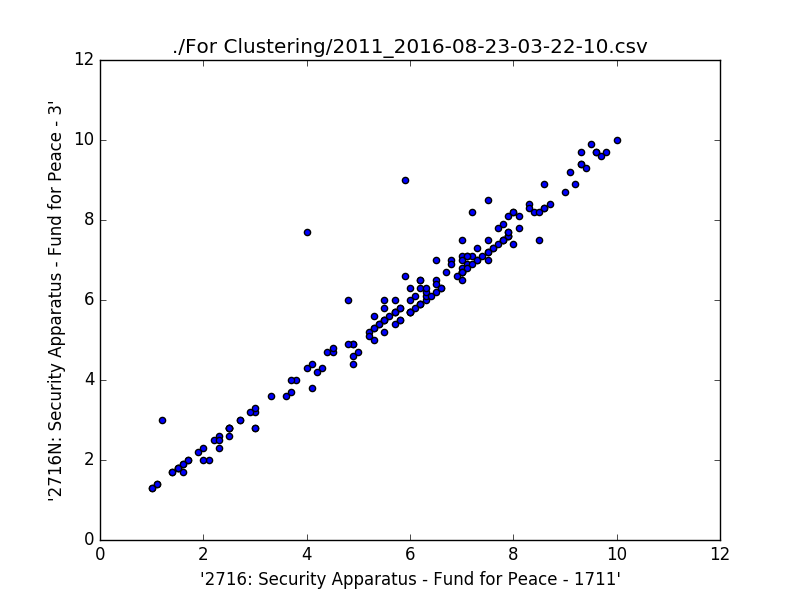 ./For Clustering/2011_2016-08-23-03-22-10.csv
12
10
8
6
4
2
0
'2716N: Security Apparatus - Fund for Peace - 3'
0 2 4 6 8 10 12
'2716: Security Apparatus - Fund for Peace - 1711'